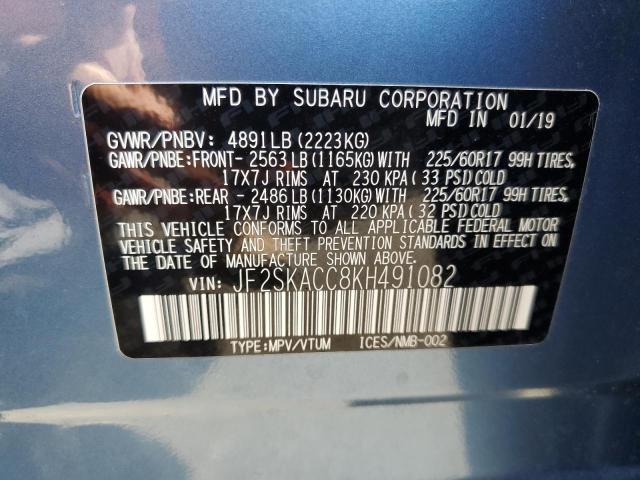 MFD BY SUBARU CORPORATION
MFD IN 01/19
GVWR/PNBV: 4891LB (2223KG)
GAWR/PNBE:FRONT- 2563 LB (1165KG) WITH 225/60R17 99H TIRES,
17X7J RIMS AT 230 KPA (33 PSI) COLD
GAWR/PNBE:REAR - 2486 LB (1130KG) WITH 225/60R17 99H TIRES,
17X7J RIMS AT 220 KPA (32 PSI) COLD
THIS VEHICLE CONFORMS TO ALL APPLICABLE FEDERAL MOTOR
VEHICLE SAFETY AND THEFT PREVENTION STANDARDS IN EFFECT
ON THE DATE OF MANUFACTURE SHOWN ABOVE.
VIN: JF2SKACC8KH491082
TYPE:MPV/VTUM ICES/NMB-002